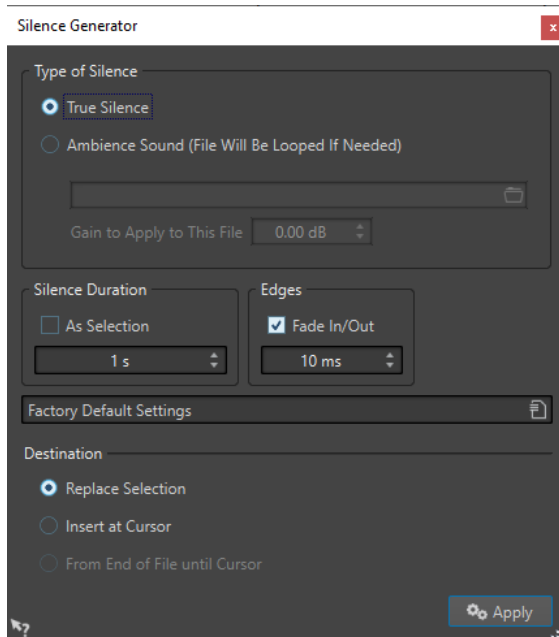 Silence Generator
x
Type of Silence
True Silence
Ambience Sound (File Will Be Looped If Needed)
Gain to Apply to This File 0.00 dB
Silence Duration
As Selection
1 s
Edges
Fade In/Out
10 ms
Factory Default Settings
Destination
Replace Selection
Insert at Cursor
From End of File until Cursor
Apply
?